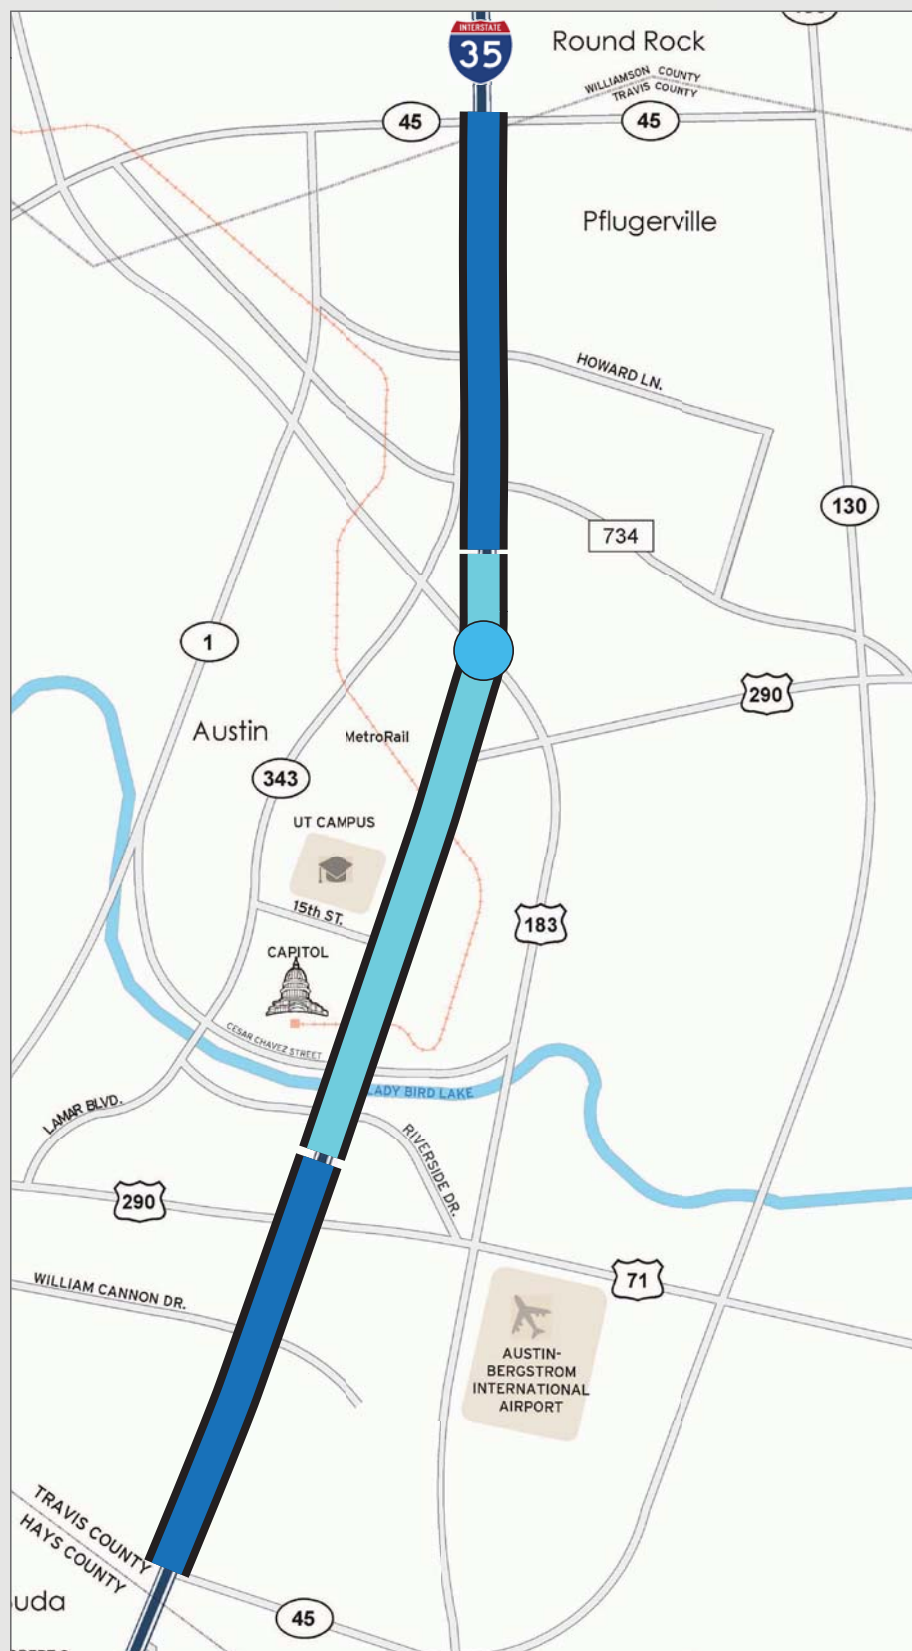 INTERSTATE
35
Round Rock
WILLIAMSON COUNTY
TRAVIS COUNTY
45
45
Pflugerville
HOWARD LN.
130
734
1
290
Austin
MetroRail
343
UT CAMPUS
15th ST.
183
CAPITOL
CESAR CHAVEZ STREET
LADY BIRD LAKE
LAMAR BLVD.
RIVERSIDE DR.
290
71
WILLIAM CANNON DR.
AUSTIN-
BERGSTROM
INTERNATIONAL
AIRPORT
TRAVIS COUNTY
HAYS COUNTY
uda
45